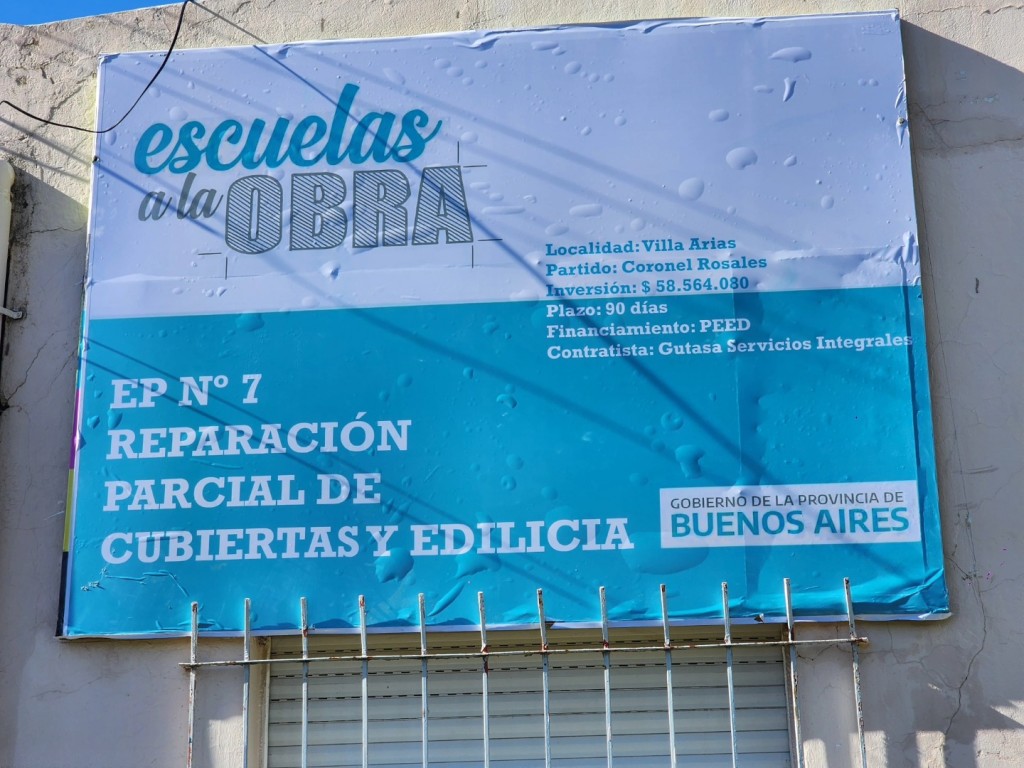 escuelas
a la OBRA
Localidad: Villa Arias
Partido: Coronel Rosales
Inversión: $ 58.564.080
Plazo: 90 días
Financiamiento: PEED
Contratista: Gutasa Servicios Integrales
EP Nº 7
REPARACIÓN
PARCIAL DE
CUBIERTAS Y EDILICIA
GOBIERNO DE LA PROVINCIA DE
BUENOS AIRES